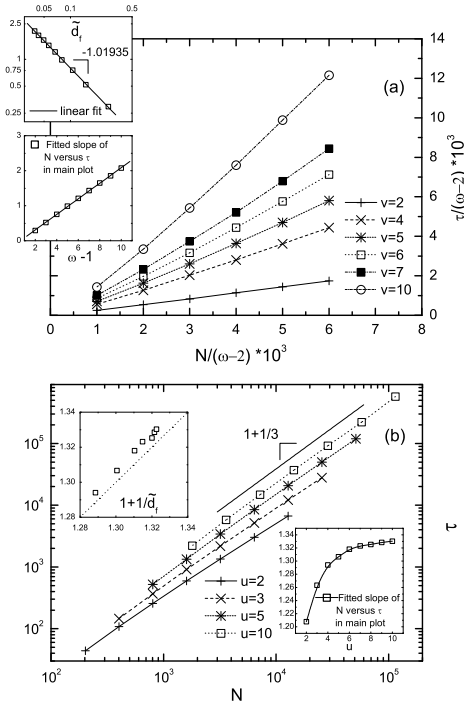 0.05 0.1 0.5
2.5
1.0
0.75
0.5
0.25
d̃f
-1.01935
linear fit
3
2
1
0
2 4 6 8 10
Fitted slope of
N versus τ
in main plot
ω -1
(a)
14
12
10
8
6
4
2
0
τ/(ω−2) *10³
v=2
v=4
v=5
v=6
v=7
v=10
0 1 2 3 4 5 6 7 8
N/(ω−2) *10³
(b)
1+1/3
1.34
1.33
1.32
1.30
1.28
1.28 1.30 1.32 1.34
1+1/d̃f
10⁵
10⁴
10³
10²
τ
u=2
u=3
u=5
u=10
1.34
1.32
1.30
1.28
1.26
1.24
1.22
1.20
Fitted slope of
N versus τ
in main plot
2 4 6 8 10
u
10² 10³ 10⁴ 10⁵
N